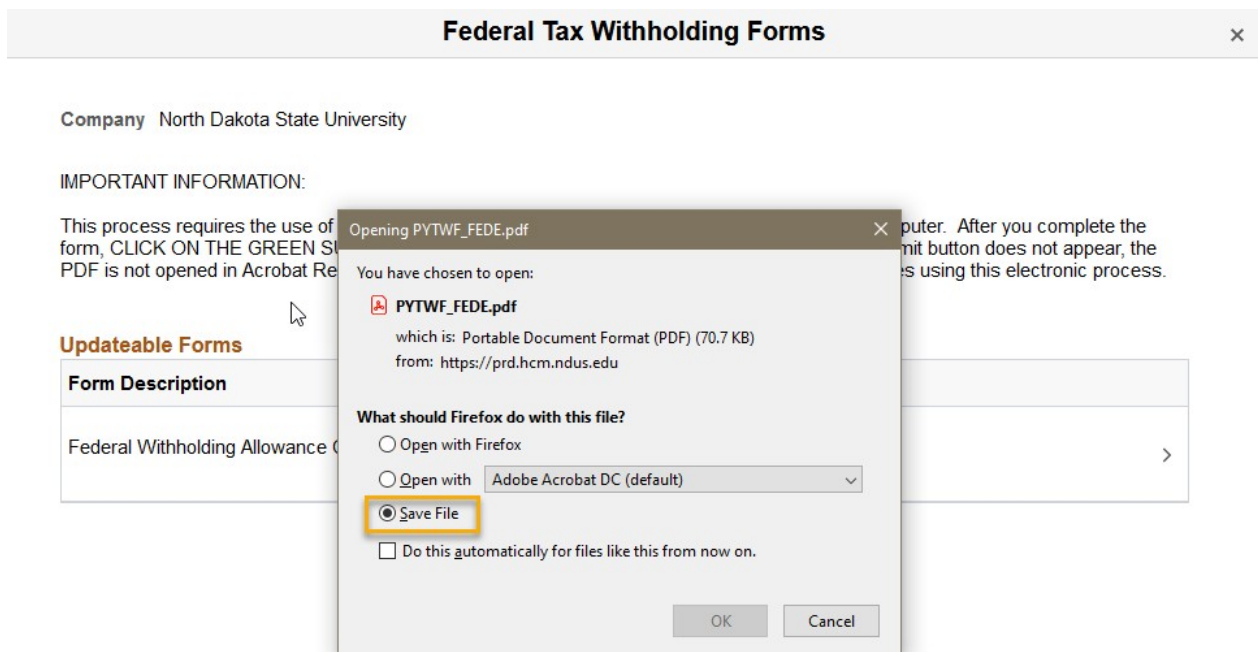 Federal Tax Withholding Forms
×
Company North Dakota State University
IMPORTANT INFORMATION:
This process requires the use of
form, CLICK ON THE GREEN
PDF is not opened in Acrobat
After you complete the
button does not appear, the
using this electronic process.
Updateable Forms
Form Description
Federal Withholding Allowance
Opening PYTWF_FEDE.pdf
You have chosen to open:
PYTWF_FEDE.pdf
which is: Portable Document Format (PDF) (70.7 KB)
from: https://prd.hcm.ndus.edu
What should Firefox do with this file?
Open with Firefox
Open with Adobe Acrobat DC (default)
Save File
Do this automatically for files like this from now on.
OK Cancel